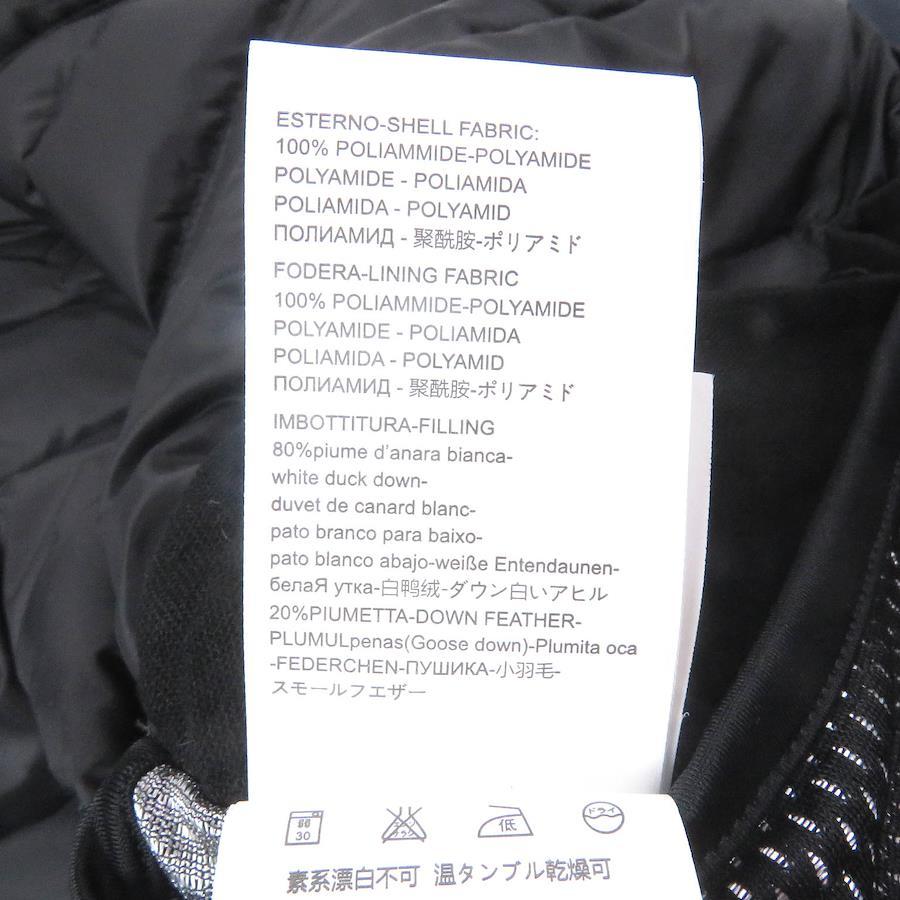 ESTERNO-SHELL FABRIC:
100% POLIAMMIDE-POLYAMIDE
POLYAMIDE - POLIAMIDA
POLIAMIDA - POLYAMID
ПОЛИАМИД - 聚酰胺-ポリアミド
FODERA-LINING FABRIC
100% POLIAMMIDE-POLYAMIDE
POLYAMIDE - POLIAMIDA
POLIAMIDA - POLYAMID
ПОЛИАМИД - 聚酰胺-ポリアミド
IMBOTTITURA-FILLING
80%piume d'anara bianca-
white duck down-
duvet de canard blanc-
pato branco para baixo-
pato blanco abajo-weiße Entendaunen-
белаЯ утка-白鸭绒-ダウン白いアヒル
20%PIUMETTA-DOWN FEATHER-
PLUMULpenas(Goose down)-Plumita oca
-FEDERCHEN-ПУШИКА-小羽毛-
スモールフエザー
30 低 ドライ
素系漂白不可 温タンブル乾燥可